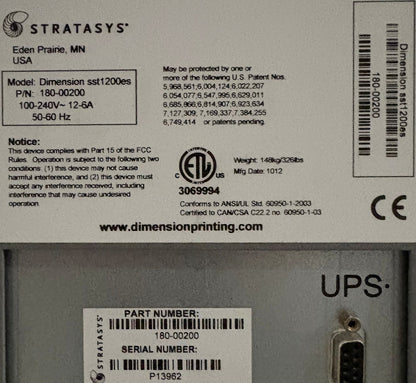 STRATASYS
Eden Prairie, MN
USA
Model: Dimension sst1200es
P/N: 180-00200
100-240V~ 12-6A
50-60 Hz
May be protected by one or
more of the following U.S. Patent Nos.
5,968,561;6,004,124;6,022,207
6,054,077;6,547,995;6,629,011
6,685,866;6,814,907;6,923,634
7,127,309;7,169,337,7,384,255
6,749,414 or patents pending.
Dimension sst1200es
180-00200
Notice:
This device complies with Part 15 of the FCC
Rules. Operation is subject to the following two
conditions (1) this device may not cause
harmful interference, and (2) this device must
accept any interference received, including
interference that may cause undesired
operation.
C ETL US
3069994
Weight: 148kg/326lbs
Mfg Date: 1012
Conforms to ANSI/UL Std. 60950-1-2003
Certified to CAN/CSA C22.2 no. 60950-1-03
CE
www.dimensionprinting.com
UPS
STRATASYS
PART NUMBER:
180-00200
SERIAL NUMBER:
P13962